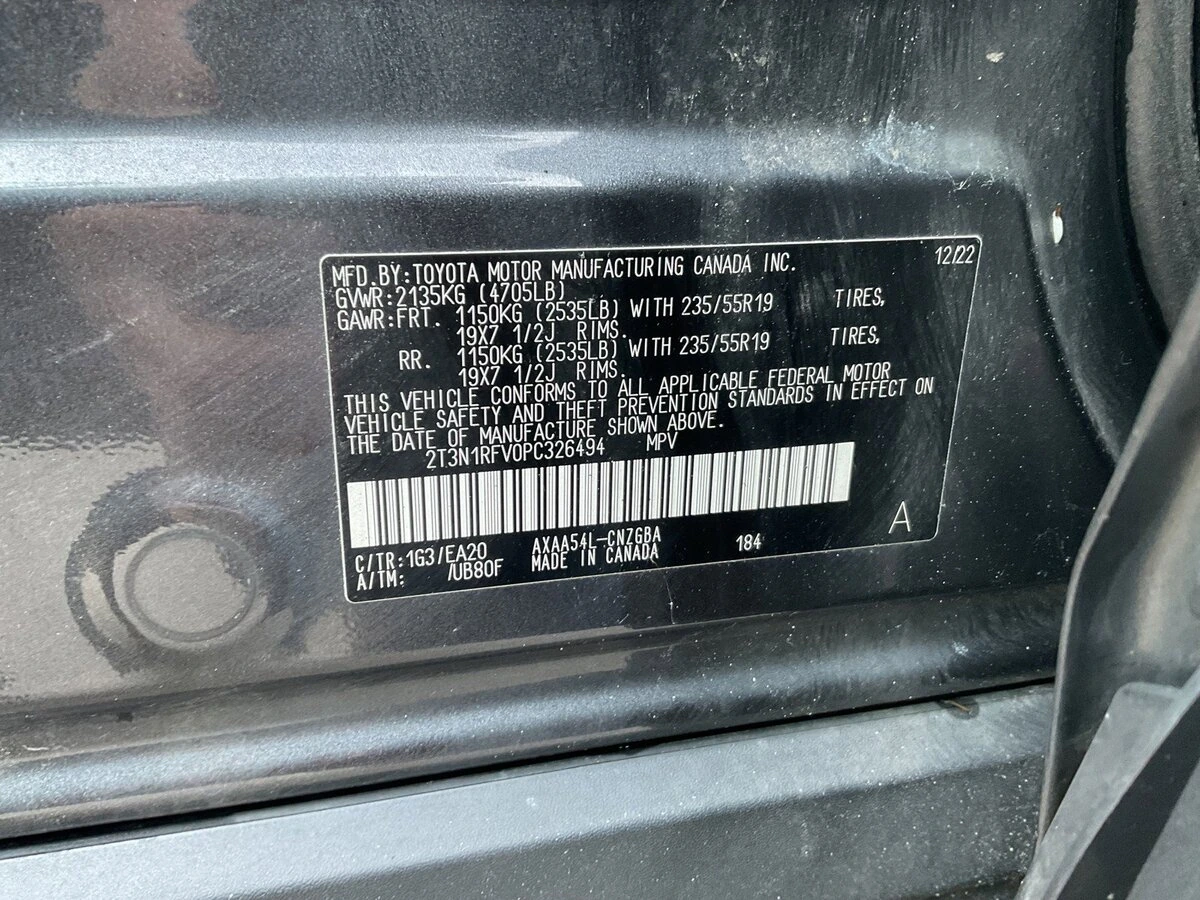 12/22
MFD.BY:TOYOTA MOTOR MANUFACTURING CANADA INC.
GVWR:2135KG (4705LB)
GAWR:FRT. 1150KG (2535LB) WITH 235/55R19 TIRES,
19X7 1/2J RIMS.
RR. 1150KG (2535LB) WITH 235/55R19 TIRES,
19X7 1/2J RIMS.
THIS VEHICLE CONFORMS TO ALL APPLICABLE FEDERAL MOTOR
VEHICLE SAFETY AND THEFT PREVENTION STANDARDS IN EFFECT ON
THE DATE OF MANUFACTURE SHOWN ABOVE.
2T3N1RFV0PC326494 MPV
A
C/TR:1G3/EA20 AXAA54L-CNZGBA 184
A/TM: /UB80F MADE IN CANADA